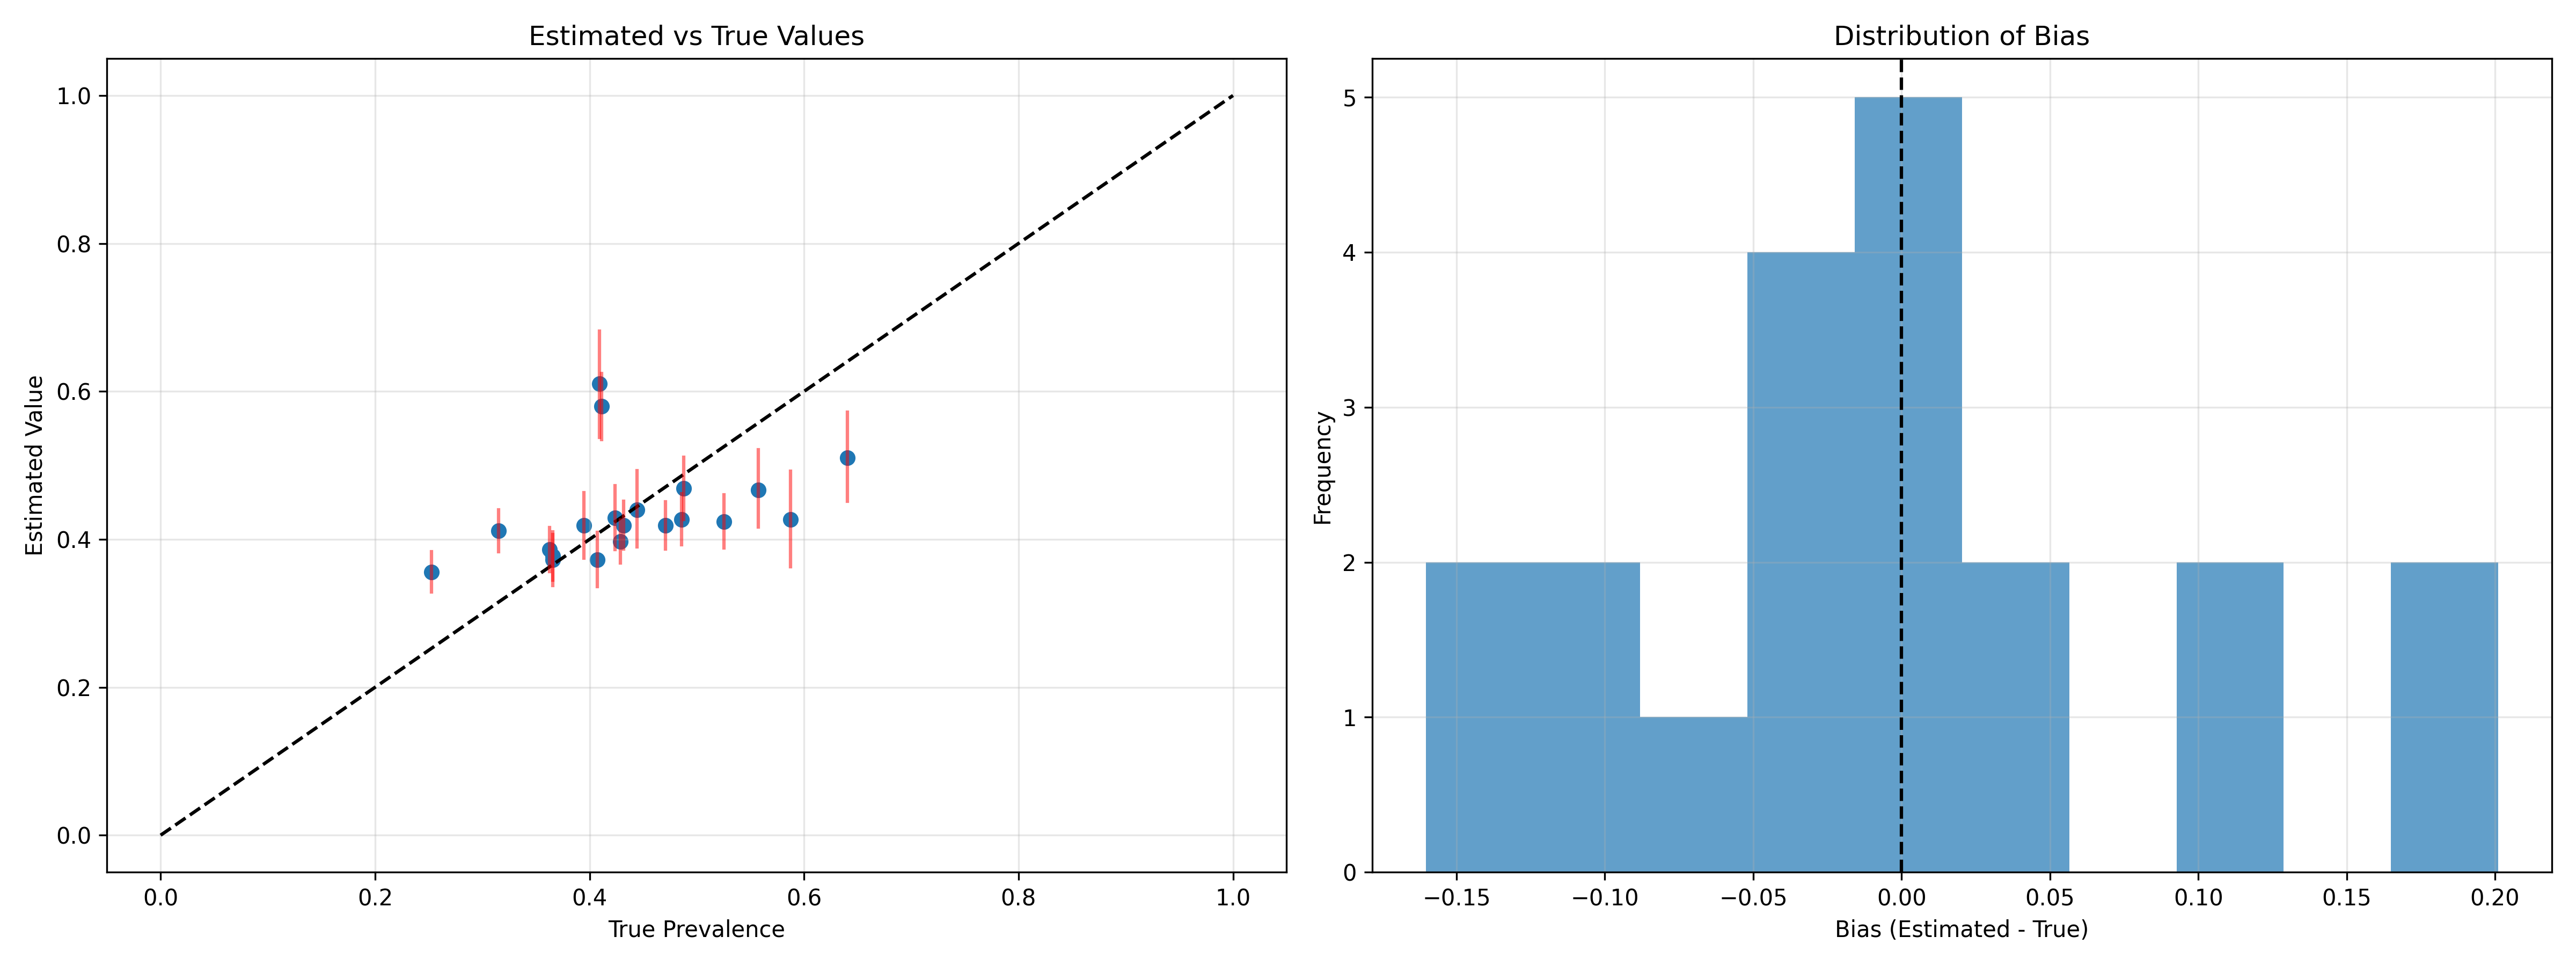 Estimated vs True Values
1.0
0.8
0.6
0.4
0.2
0.0
Estimated Value
0.0 0.2 0.4 0.6 0.8 1.0
True Prevalence
Distribution of Bias
5
4
3
2
1
0
Frequency
−0.15 −0.10 −0.05 0.00 0.05 0.10 0.15 0.20
Bias (Estimated - True)